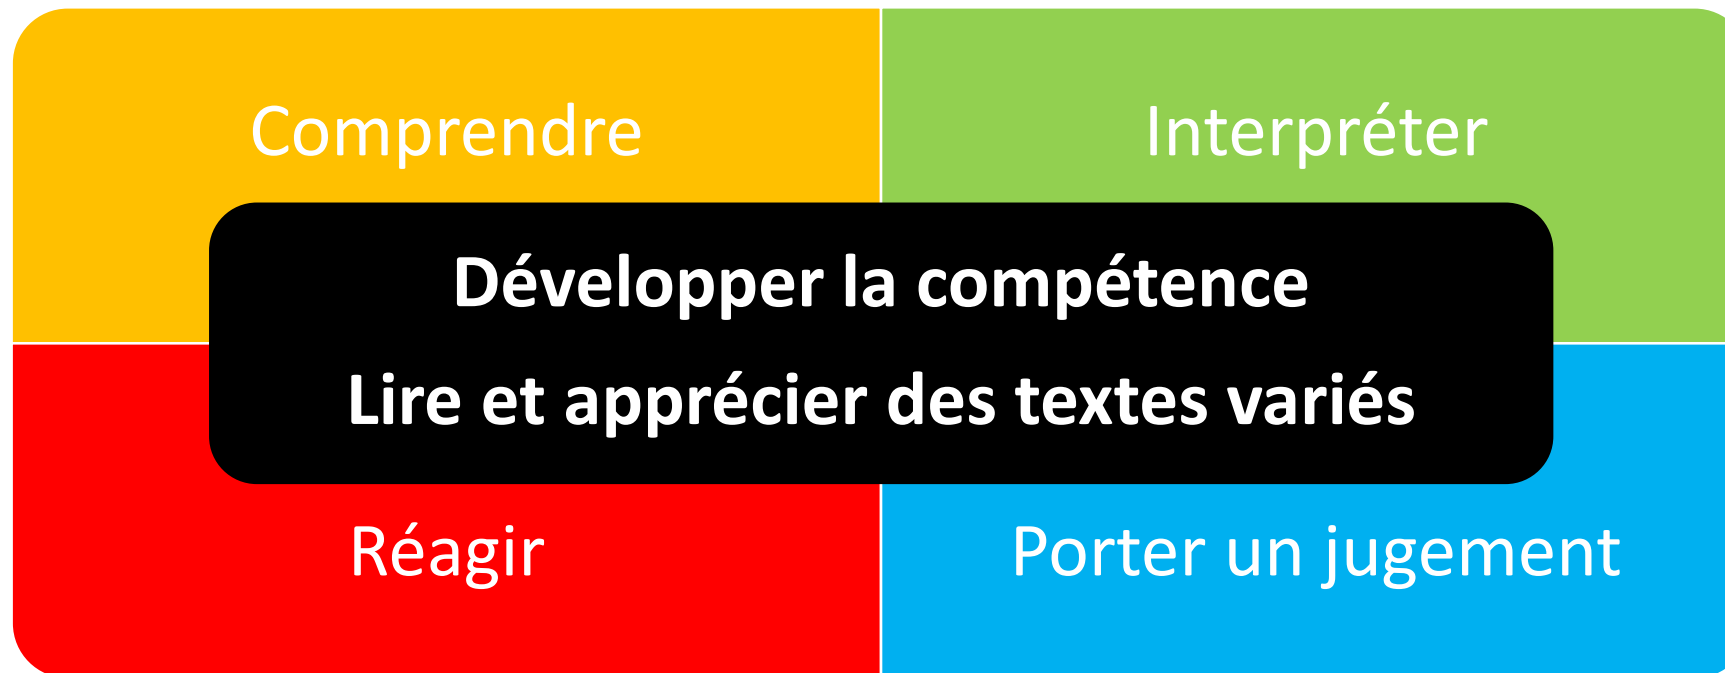 Comprendre
Interpréter
Développer la compétence
Lire et apprécier des textes variés
Réagir
Porter un jugement